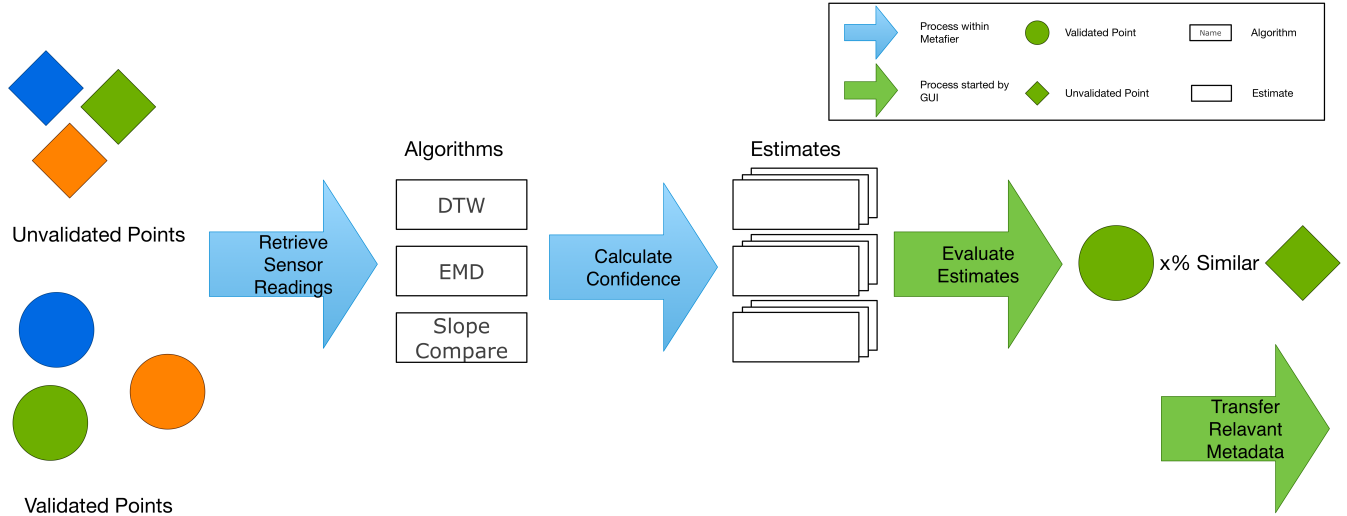 Process within
Metafier
Validated Point
Name
Algorithm
Process started by
GUI
Unvalidated Point
Estimate
Algorithms
Estimates
DTW
EMD
Slope
Compare
Unvalidated Points
Retrieve
Sensor
Readings
Calculate
Confidence
Evaluate
Estimates
x% Similar
Transfer
Relavant
Metadata
Validated Points